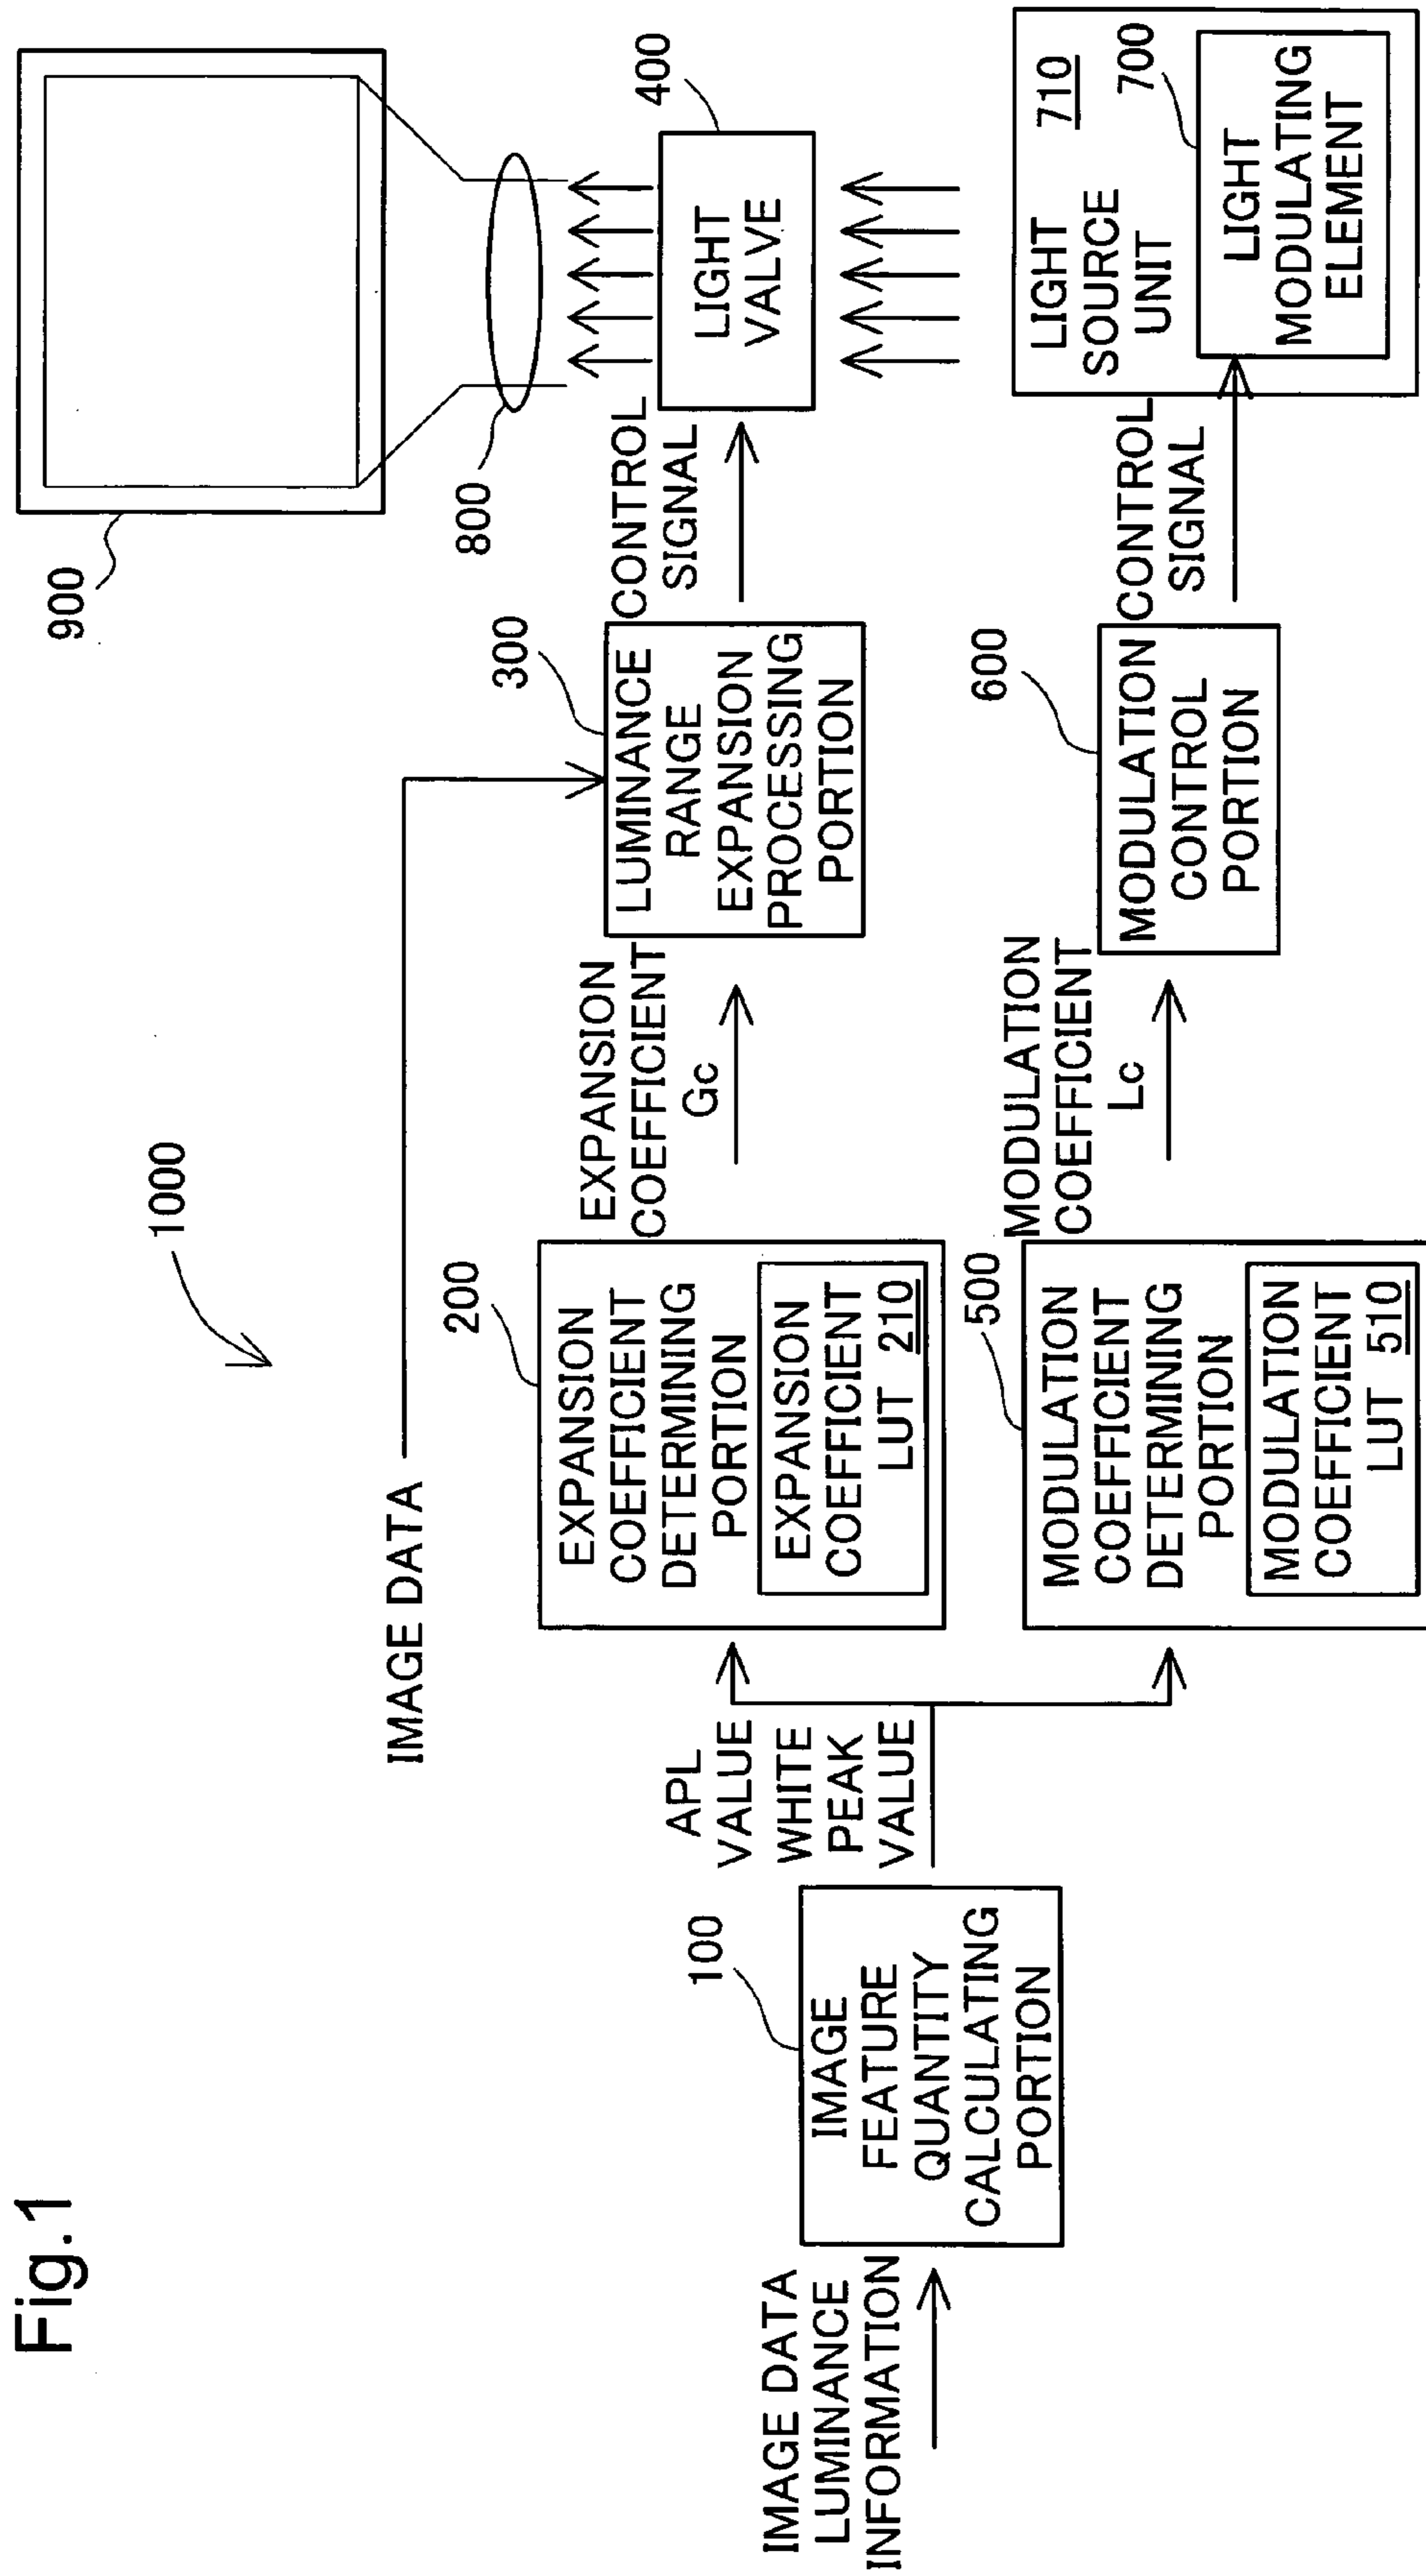 Fig.1
1000
IMAGE DATA
LUMINANCE
INFORMATION
100
IMAGE
FEATURE
QUANTITY
CALCULATING
PORTION
APL
VALUE
WHITE
PEAK
VALUE
IMAGE DATA
200
EXPANSION
COEFFICIENT
DETERMINING
PORTION
EXPANSION
COEFFICIENT
LUT 210
EXPANSION
COEFFICIENT
Gc
300
LUMINANCE
RANGE
EXPANSION
PROCESSING
PORTION
CONTROL
SIGNAL
400
LIGHT
VALVE
800
900
500
MODULATION
COEFFICIENT
DETERMINING
PORTION
MODULATION
COEFFICIENT
LUT 510
MODULATION
COEFFICIENT
Lc
600
MODULATION
CONTROL
PORTION
CONTROL
SIGNAL
LIGHT
SOURCE
UNIT
710
700
LIGHT
MODULATING
ELEMENT